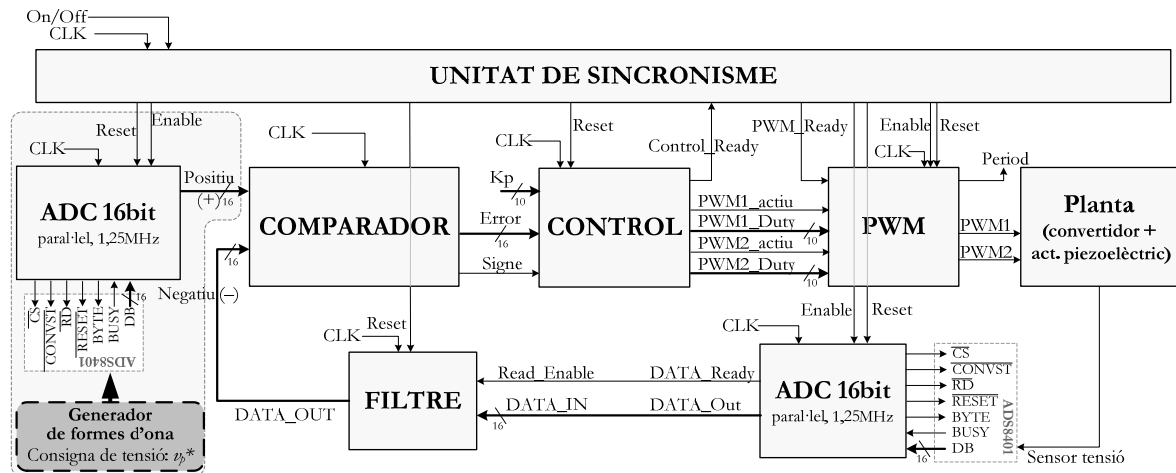 On/Off
CLK
UNITAT DE SINCRONISME
Reset
Enable
CLK
ADC 16bit
paral·lel, 1,25MHz
Positiu
(+)
16
CS
CONVST
RD
RESET
BYTE
BUSY
DB
16
ADS8401
Generador
de formes d'ona
Consigna de tensió: vp*
CLK
COMPARADOR
16
Negatiu (–)
Error
16
Signe
Kp
10
CLK
Reset
CONTROL
Control_Ready
PWM1_actiu
PWM1_Duty
10
PWM2_actiu
PWM2_Duty
10
PWM_Ready
Enable
Reset
CLK
PWM
Period
PWM1
PWM2
Planta
(convertidor +
act. piezoelèctric)
Reset
CLK
FILTRE
DATA_OUT
Read_Enable
DATA_Ready
DATA_IN
DATA_Out
16
Enable
Reset
CLK
ADC 16bit
paral·lel, 1,25MHz
CS
CONVST
RD
RESET
BYTE
BUSY
DB
16
ADS8401
Sensor tensió